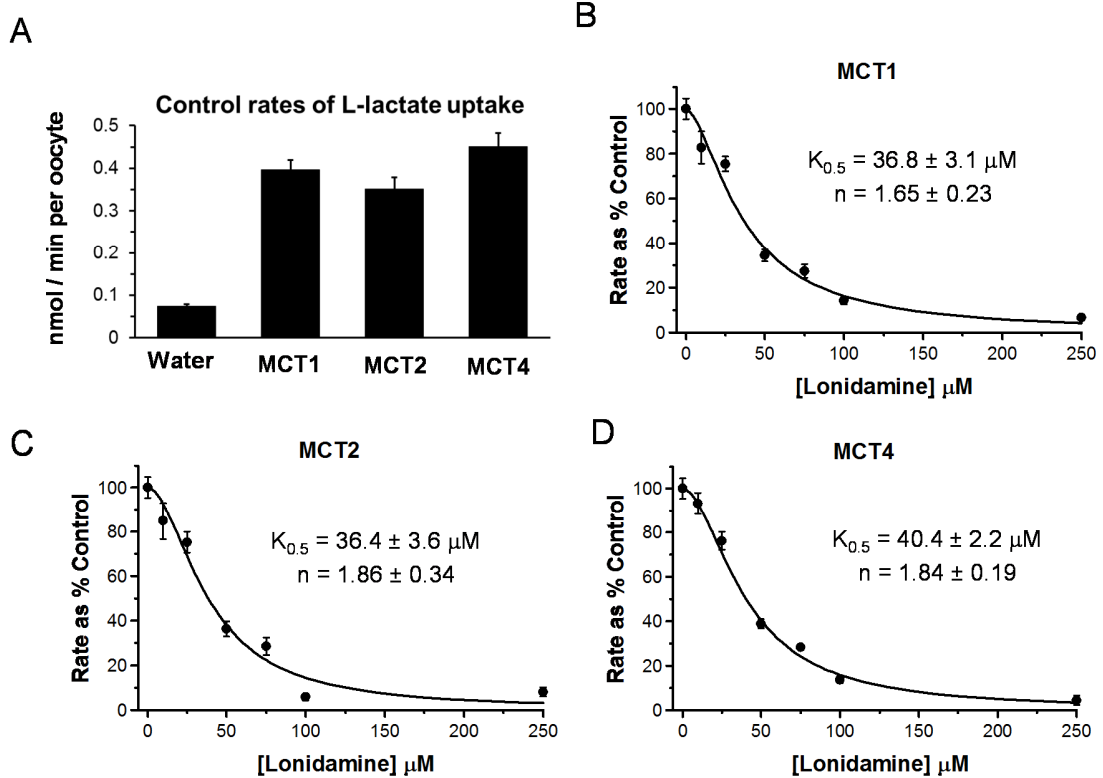 A
Control rates of L-lactate uptake
nmol / min per oocyte
0.5
0.4
0.3
0.2
0.1
0
Water MCT1 MCT2 MCT4
B
MCT1
Rate as % Control
100
80
60
40
20
0
K0.5 = 36.8 ± 3.1 μM
n = 1.65 ± 0.23
0 50 100 150 200 250
[Lonidamine] μM
C
MCT2
Rate as % Control
100
80
60
40
20
0
K0.5 = 36.4 ± 3.6 μM
n = 1.86 ± 0.34
0 50 100 150 200 250
[Lonidamine] μM
D
MCT4
Rate as % Control
100
80
60
40
20
0
K0.5 = 40.4 ± 2.2 μM
n = 1.84 ± 0.19
0 50 100 150 200 250
[Lonidamine] μM